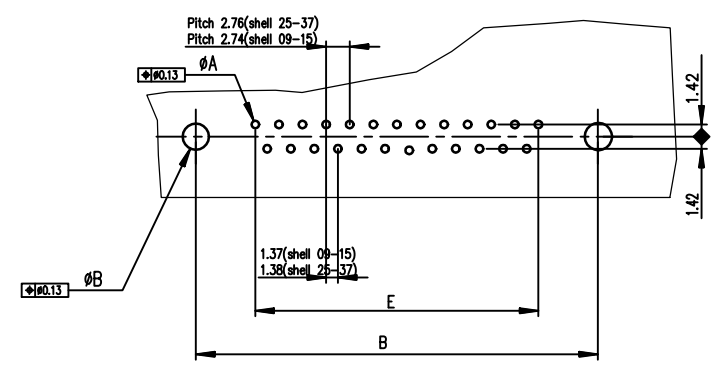 Pitch 2.76(shell 25-37)
Pitch 2.74(shell 09-15)
ø0.13
øA
1.42
1.42
1.37(shell 09-15)
1.38(shell 25-37)
ø0.13
øB
E
B